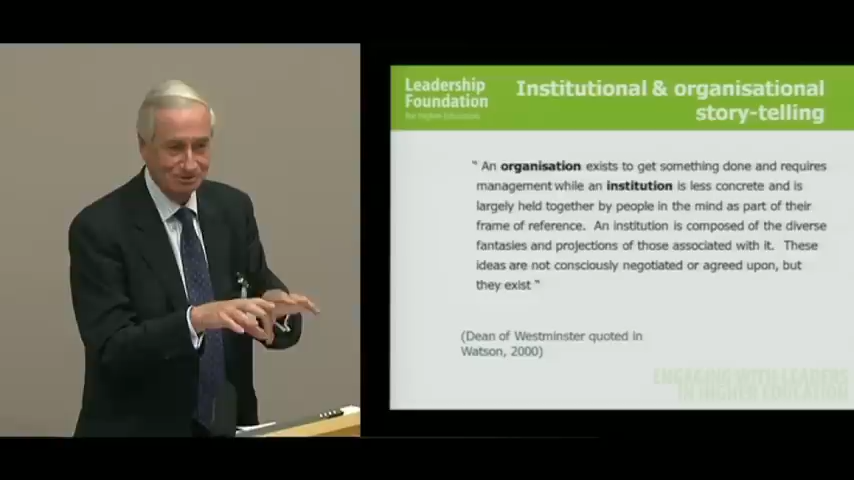 Leadership
Foundation
for Higher Education
Institutional & organisational
story-telling
“ An organisation exists to get something done and requires
management while an institution is less concrete and is
largely held together by people in the mind as part of their
frame of reference. An institution is composed of the diverse
fantasies and projections of those associated with it. These
ideas are not consciously negotiated or agreed upon, but
they exist “
(Dean of Westminster quoted in
Watson, 2000)
ENGAGING WITH LEADERS
IN HIGHER EDUCATION